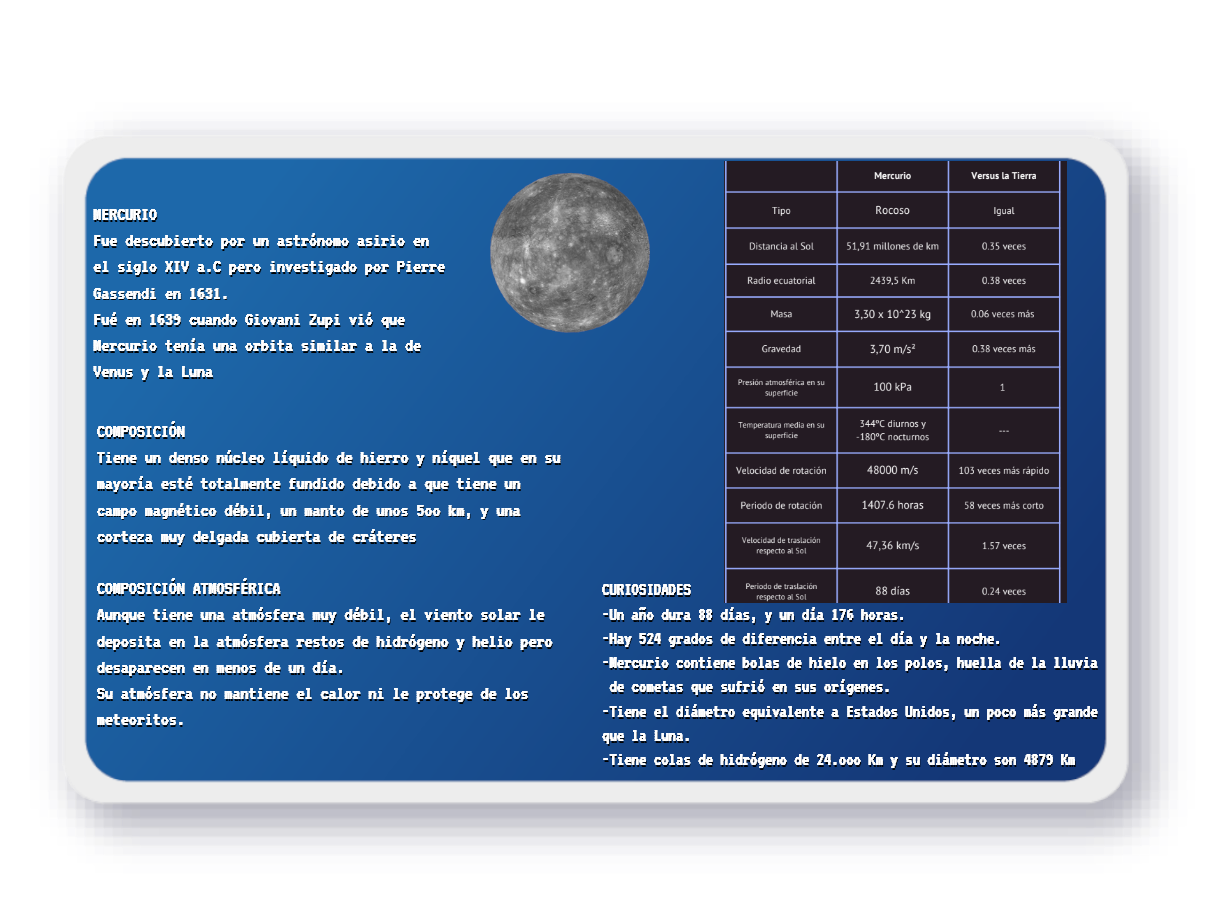 MERCURIO
Fue descubierto por un astrónomo asirio en
el siglo XIV a.C pero investigado por Pierre
Gassendi en 1631.
Fué en 1639 cuando Giovani Zupi vió que
Mercurio tenía una orbita similar a la de
Venus y la Luna
COMPOSICIÓN
Tiene un denso núcleo líquido de hierro y níquel que en su
mayoría esté totalmente fundido debido a que tiene un
campo magnético débil, un manto de unos 5oo km, y una
corteza muy delgada cubierta de cráteres
COMPOSICIÓN ATMOSFÉRICA
Aunque tiene una atmósfera muy débil, el viento solar le
deposita en la atmósfera restos de hidrógeno y helio pero
desaparecen en menos de un día.
Su atmósfera no mantiene el calor ni le protege de los
meteoritos.
Mercurio Versus la Tierra
Tipo Rocoso Igual
Distancia al Sol 51,91 millones de km 0.35 veces
Radio ecuatorial 2439,5 Km 0.38 veces
Masa 3,30 x 10^23 kg 0.06 veces más
Gravedad 3,70 m/s² 0.38 veces más
Presión atmosférica en su
superficie 100 kPa 1
Temperatura media en su
superficie 344ºC diurnos y
-180ºC nocturnos ---
Velocidad de rotación 48000 m/s 103 veces más rápido
Periodo de rotación 1407.6 horas 58 veces más corto
Velocidad de traslación
respecto al Sol 47,36 km/s 1.57 veces
Periodo de traslación
respecto al Sol 88 días 0.24 veces
CURIOSIDADES
-Un año dura 88 días, y un día 176 horas.
-Hay 524 grados de diferencia entre el día y la noche.
-Mercurio contiene bolas de hielo en los polos, huella de la lluvia
de cometas que sufrió en sus orígenes.
-Tiene el diámetro equivalente a Estados Unidos, un poco más grande
que la Luna.
-Tiene colas de hidrógeno de 24.ooo Km y su diámetro son 4879 Km